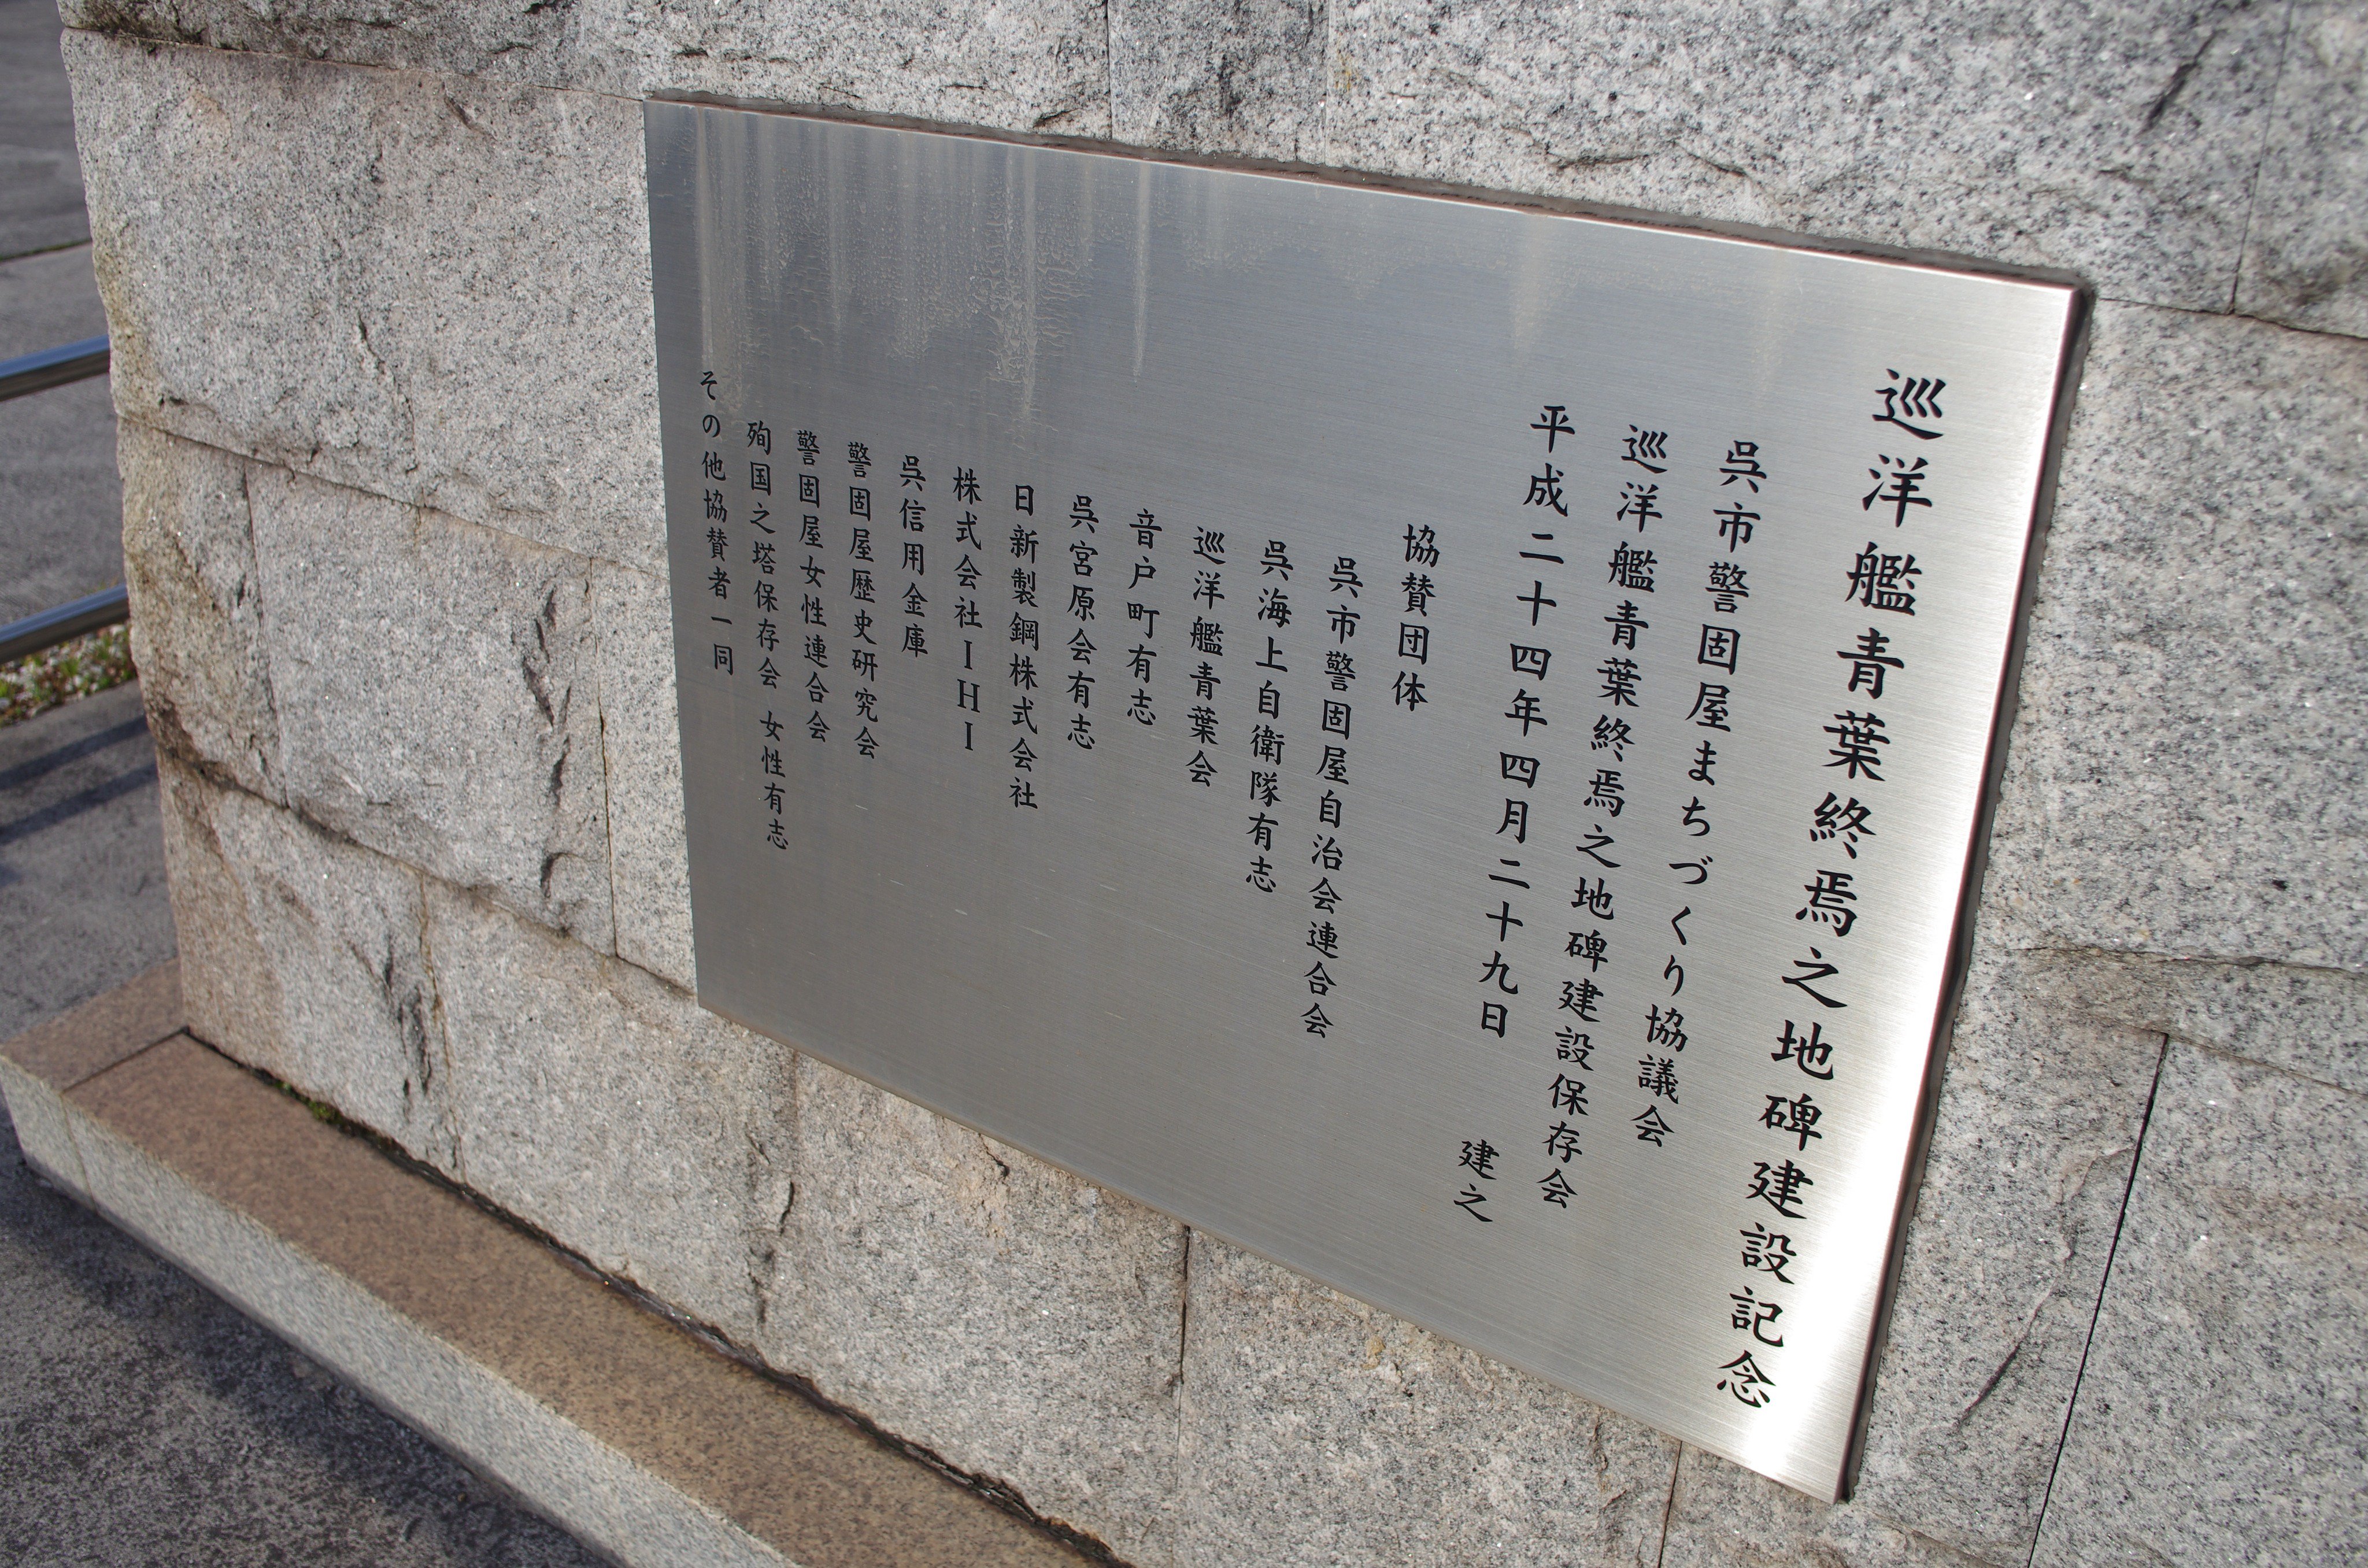 巡洋艦青葉終焉之地碑建設記念
呉市警固屋まちづくり協議会
巡洋艦青葉終焉之地碑建設保存会
平成二十四年四月二十九日
建之
協賛団体
呉市警固屋自治会連合会
呉海上自衛隊有志
巡洋艦青葉会
音戸町有志
呉宮原会有志
日新製鋼株式会社
株式会社IHI
呉信用金庫
警固屋歴史研究会
警固屋女性連合会
殉国之塔保存会 女性有志
その他協賛者一同